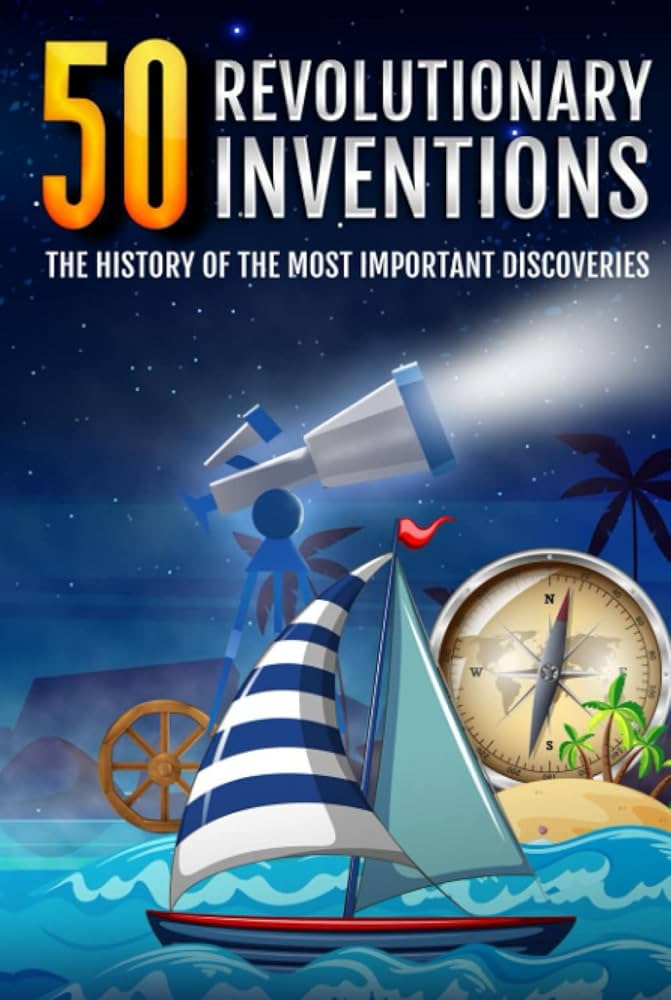 50 REVOLUTIONARY
INVENTIONS
THE HISTORY OF THE MOST IMPORTANT DISCOVERIES
N
W
E
S